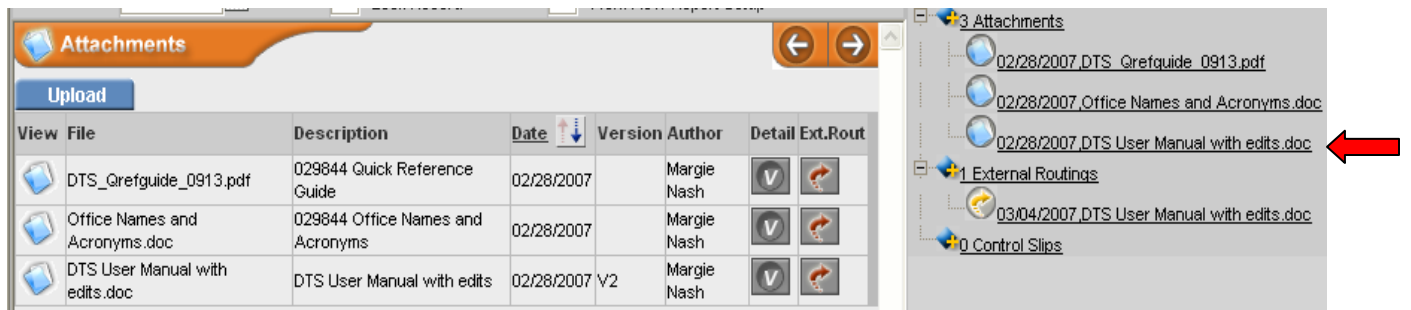 Attachments
Upload
View File Description Date Version Author Detail Ext.Rout
DTS_Qrefguide_0913.pdf 029844 Quick Reference Guide 02/28/2007 Margie Nash V
Office Names and Acronyms.doc 029844 Office Names and Acronyms 02/28/2007 Margie Nash V
DTS User Manual with edits.doc DTS User Manual with edits 02/28/2007 V2 Margie Nash V
3 Attachments
02/28/2007,DTS_Qrefguide_0913.pdf
02/28/2007,Office Names and Acronyms.doc
02/28/2007,DTS User Manual with edits.doc
1 External Routings
03/04/2007,DTS User Manual with edits.doc
0 Control Slips